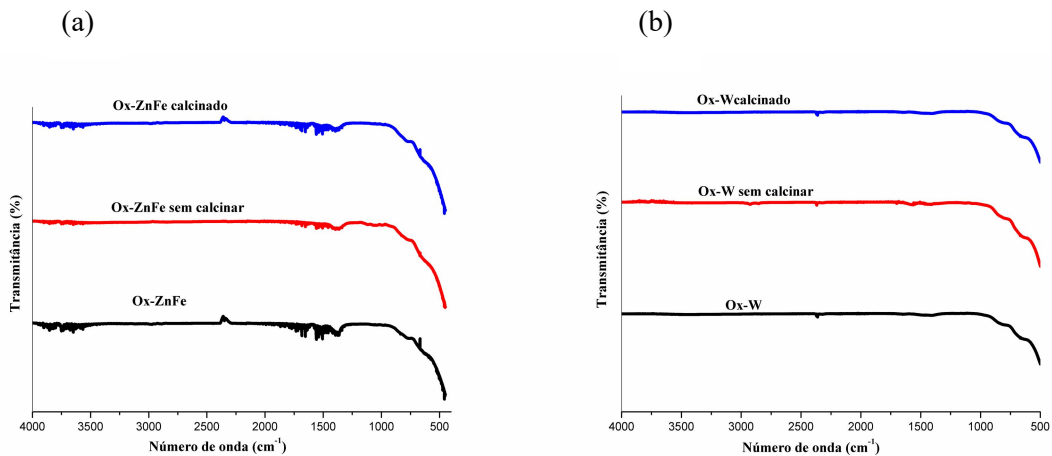 (a)
Ox-ZnFe calcinado
Ox-ZnFe sem calcinar
Ox-ZnFe
Transmitância (%)
4000 3500 3000 2500 2000 1500 1000 500
Número de onda (cm⁻¹)
(b)
Ox-Wcalcinado
Ox-W sem calcinar
Ox-W
Transmitância (%)
4000 3500 3000 2500 2000 1500 1000 500
Número de onda (cm⁻¹)